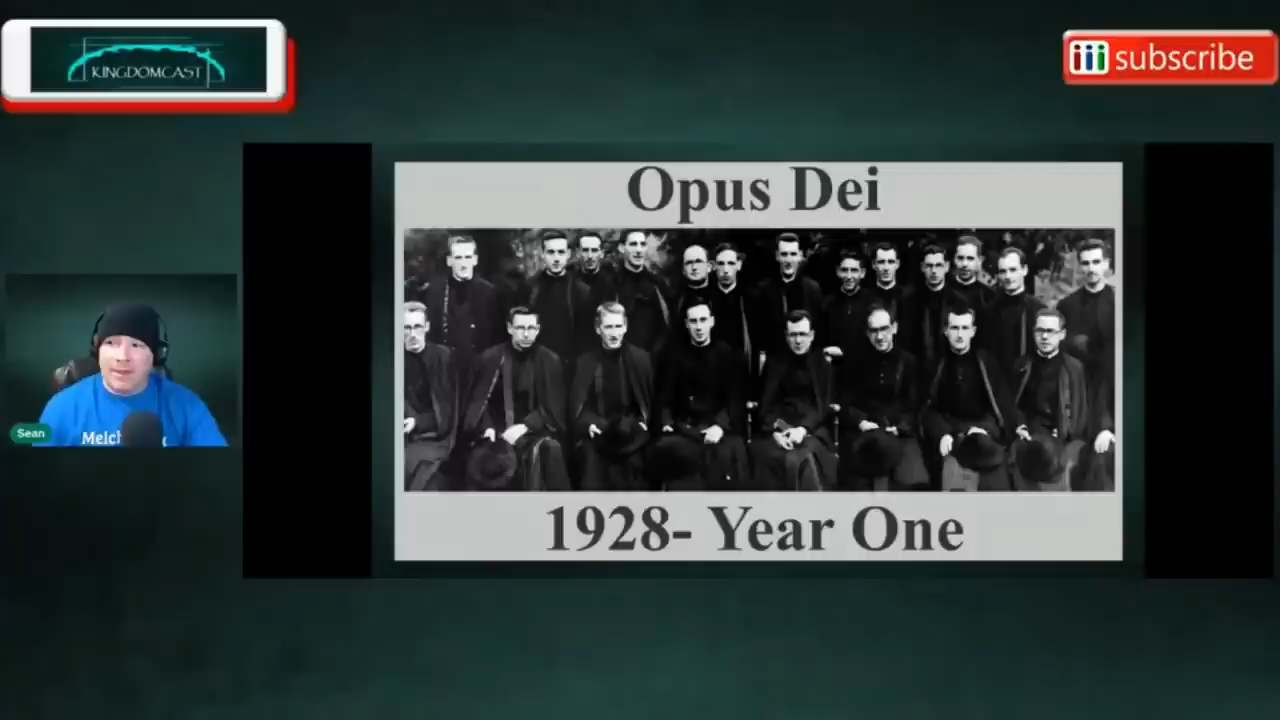 KINGDOMCAST
subscribe
Opus Dei
1928- Year One
Sean